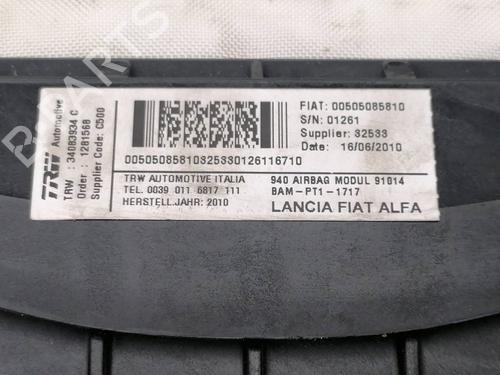 TRW Automotive
TRW : 34083934 C
Order : 1281568
Supplier Code: C500
FIAT: 00505085810
S/N: 01261
Supplier: 32533
Date: 16/06/2010
00505085810325330126116710
TRW AUTOMOTIVE ITALIA
TEL. 0039 011 6817 111
HERSTELL.JAHR: 2010
940 AIRBAG MODUL 91014
BAM-PT1-1717
LANCIA FIAT ALFA